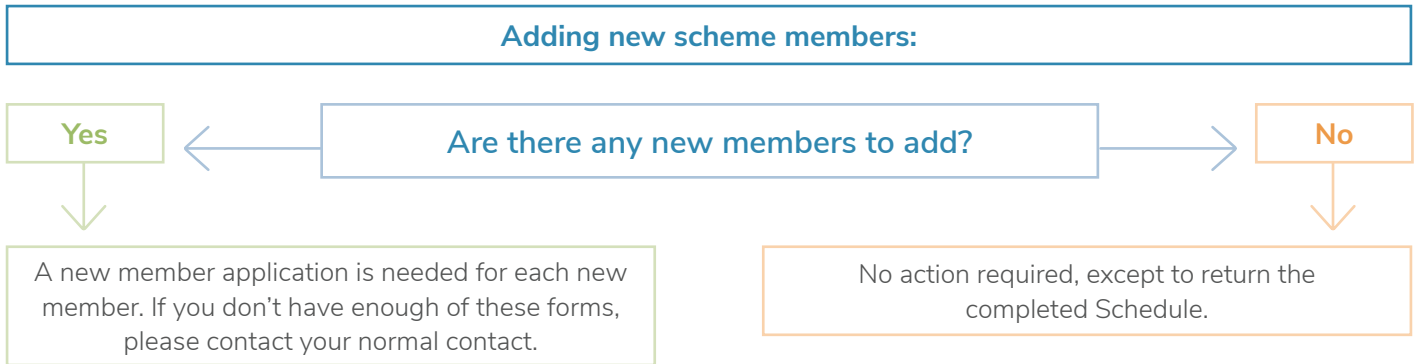 Adding new scheme members:
Yes
Are there any new members to add?
No
A new member application is needed for each new
member. If you don’t have enough of these forms,
please contact your normal contact.
No action required, except to return the
completed Schedule.